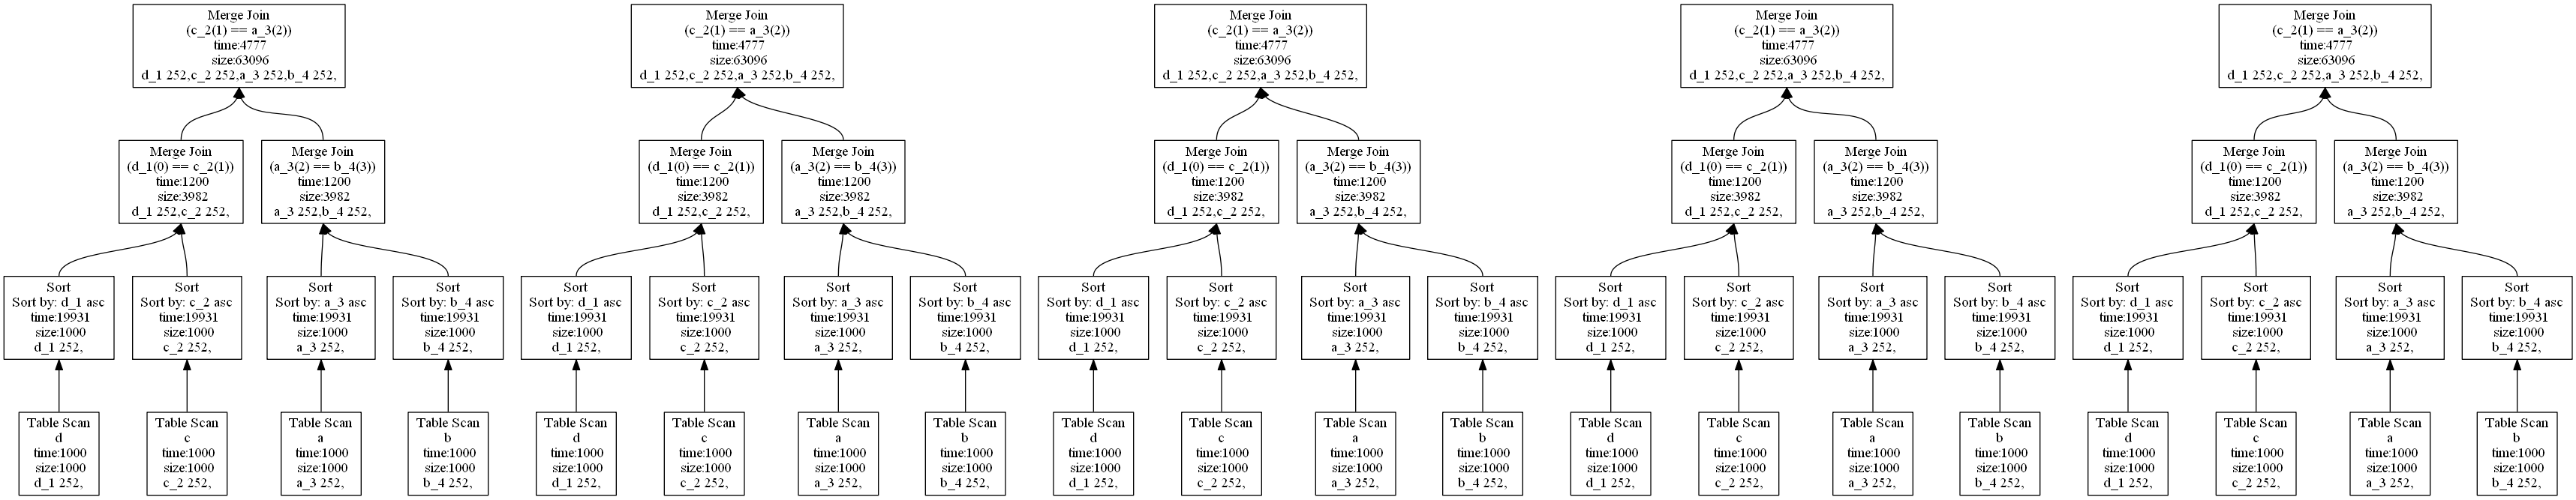 Merge Join
(c_2(1) == a_3(2))
time:4777
size:63096
d_1 252,c_2 252,a_3 252,b_4 252,
Merge Join
(c_2(1) == a_3(2))
time:4777
size:63096
d_1 252,c_2 252,a_3 252,b_4 252,
Merge Join
(c_2(1) == a_3(2))
time:4777
size:63096
d_1 252,c_2 252,a_3 252,b_4 252,
Merge Join
(c_2(1) == a_3(2))
time:4777
size:63096
d_1 252,c_2 252,a_3 252,b_4 252,
Merge Join
(c_2(1) == a_3(2))
time:4777
size:63096
d_1 252,c_2 252,a_3 252,b_4 252,
Merge Join
(d_1(0) == c_2(1))
time:1200
size:3982
d_1 252,c_2 252,
Merge Join
(a_3(2) == b_4(3))
time:1200
size:3982
a_3 252,b_4 252,
Merge Join
(d_1(0) == c_2(1))
time:1200
size:3982
d_1 252,c_2 252,
Merge Join
(a_3(2) == b_4(3))
time:1200
size:3982
a_3 252,b_4 252,
Merge Join
(d_1(0) == c_2(1))
time:1200
size:3982
d_1 252,c_2 252,
Merge Join
(a_3(2) == b_4(3))
time:1200
size:3982
a_3 252,b_4 252,
Merge Join
(d_1(0) == c_2(1))
time:1200
size:3982
d_1 252,c_2 252,
Merge Join
(a_3(2) == b_4(3))
time:1200
size:3982
a_3 252,b_4 252,
Merge Join
(d_1(0) == c_2(1))
time:1200
size:3982
d_1 252,c_2 252,
Merge Join
(a_3(2) == b_4(3))
time:1200
size:3982
a_3 252,b_4 252,
Sort
Sort by: d_1 asc
time:19931
size:1000
d_1 252,
Sort
Sort by: c_2 asc
time:19931
size:1000
c_2 252,
Sort
Sort by: a_3 asc
time:19931
size:1000
a_3 252,
Sort
Sort by: b_4 asc
time:19931
size:1000
b_4 252,
Sort
Sort by: d_1 asc
time:19931
size:1000
d_1 252,
Sort
Sort by: c_2 asc
time:19931
size:1000
c_2 252,
Sort
Sort by: a_3 asc
time:19931
size:1000
a_3 252,
Sort
Sort by: b_4 asc
time:19931
size:1000
b_4 252,
Sort
Sort by: d_1 asc
time:19931
size:1000
d_1 252,
Sort
Sort by: c_2 asc
time:19931
size:1000
c_2 252,
Sort
Sort by: a_3 asc
time:19931
size:1000
a_3 252,
Sort
Sort by: b_4 asc
time:19931
size:1000
b_4 252,
Sort
Sort by: d_1 asc
time:19931
size:1000
d_1 252,
Sort
Sort by: c_2 asc
time:19931
size:1000
c_2 252,
Sort
Sort by: a_3 asc
time:19931
size:1000
a_3 252,
Sort
Sort by: b_4 asc
time:19931
size:1000
b_4 252,
Sort
Sort by: d_1 asc
time:19931
size:1000
d_1 252,
Sort
Sort by: c_2 asc
time:19931
size:1000
c_2 252,
Sort
Sort by: a_3 asc
time:19931
size:1000
a_3 252,
Sort
Sort by: b_4 asc
time:19931
size:1000
b_4 252,
Table Scan
d
time:1000
size:1000
d_1 252,
Table Scan
c
time:1000
size:1000
c_2 252,
Table Scan
a
time:1000
size:1000
a_3 252,
Table Scan
b
time:1000
size:1000
b_4 252,
Table Scan
d
time:1000
size:1000
d_1 252,
Table Scan
c
time:1000
size:1000
c_2 252,
Table Scan
a
time:1000
size:1000
a_3 252,
Table Scan
b
time:1000
size:1000
b_4 252,
Table Scan
d
time:1000
size:1000
d_1 252,
Table Scan
c
time:1000
size:1000
c_2 252,
Table Scan
a
time:1000
size:1000
a_3 252,
Table Scan
b
time:1000
size:1000
b_4 252,
Table Scan
d
time:1000
size:1000
d_1 252,
Table Scan
c
time:1000
size:1000
c_2 252,
Table Scan
a
time:1000
size:1000
a_3 252,
Table Scan
b
time:1000
size:1000
b_4 252,
Table Scan
d
time:1000
size:1000
d_1 252,
Table Scan
c
time:1000
size:1000
c_2 252,
Table Scan
a
time:1000
size:1000
a_3 252,
Table Scan
b
time:1000
size:1000
b_4 252,